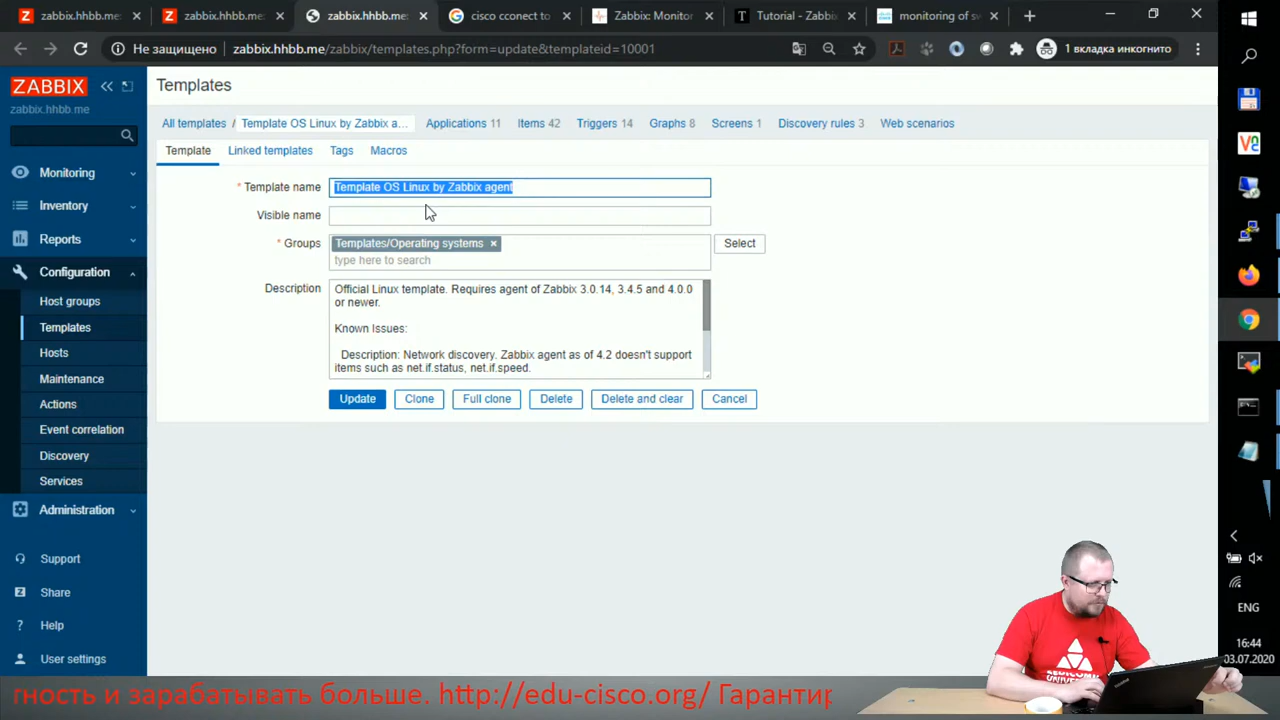 zabbix.hhbb.me:
zabbix.hhbb.me:
zabbix.hhbb.me:
cisco cconect to
Zabbix: Monitor
Tutorial - Zabbi
monitoring of sw
Не защищено
zabbix.hhbb.me/zabbix/templates.php?form=update&templateid=10001
1 вкладка инкогнито
ZABBIX
zabbix.hhbb.me
Monitoring
Inventory
Reports
Configuration
Host groups
Templates
Hosts
Maintenance
Actions
Event correlation
Discovery
Services
Administration
Support
Share
Help
User settings
Templates
All templates / Template OS Linux by Zabbix a... Applications 11 Items 42 Triggers 14 Graphs 8 Screens 1 Discovery rules 3 Web scenarios
Template Linked templates Tags Macros
* Template name Template OS Linux by Zabbix agent
Visible name
* Groups Templates/Operating systems × Select
type here to search
Description Official Linux template. Requires agent of Zabbix 3.0.14, 3.4.5 and 4.0.0
or newer.
Known Issues:
Description: Network discovery. Zabbix agent as of 4.2 doesn't support
items such as net.if.status, net.if.speed.
Update Clone Full clone Delete Delete and clear Cancel
ENG
16:44
03.07.2020
UNIVER
гность и зарабатывать больше. http://edu-cisco.org/ Гарантир